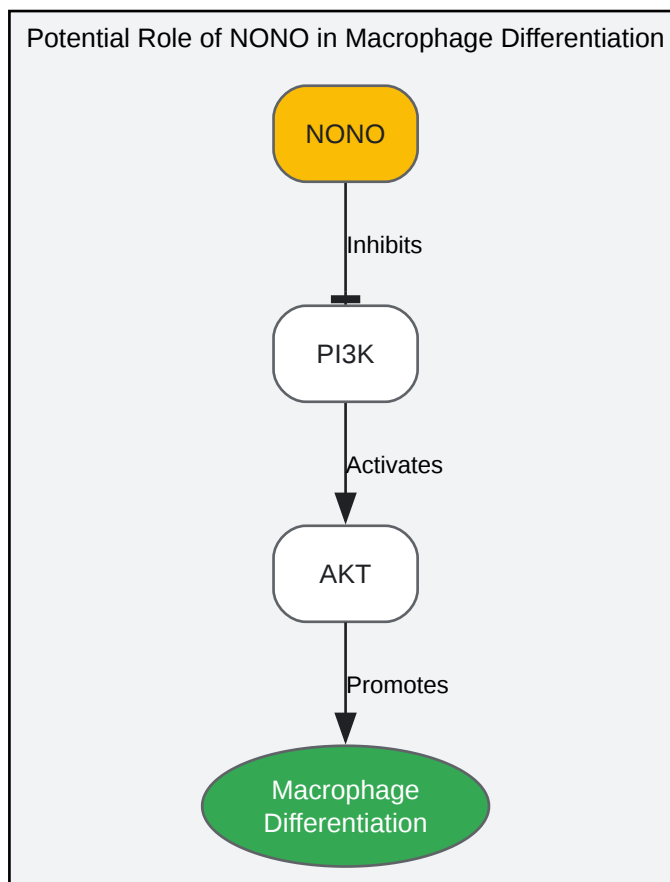 Potential Role of NONO in Macrophage Differentiation
NONO
Inhibits
PI3K
Activates
AKT
Promotes
Macrophage
Differentiation